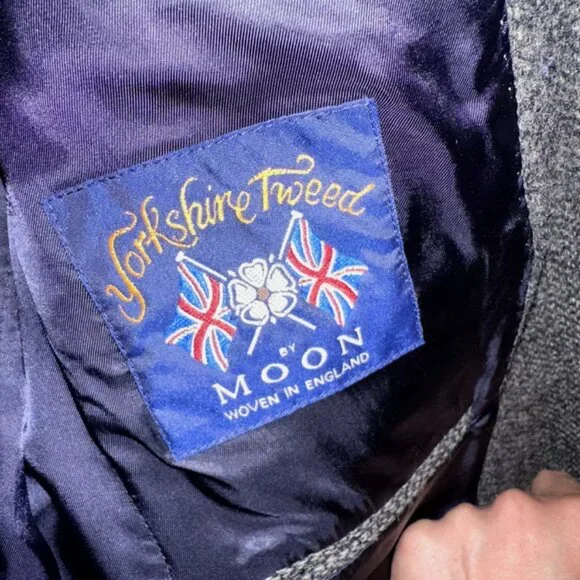 Yorkshire Tweed
BY
MOON
WOVEN IN ENGLAND